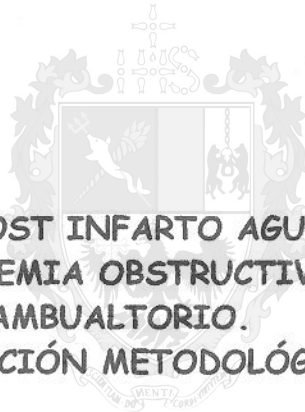 OST INFARTO AGU
EMIA OBSTRUCTIV
AMBUALTORIO.
CIÓN METODOLÓG